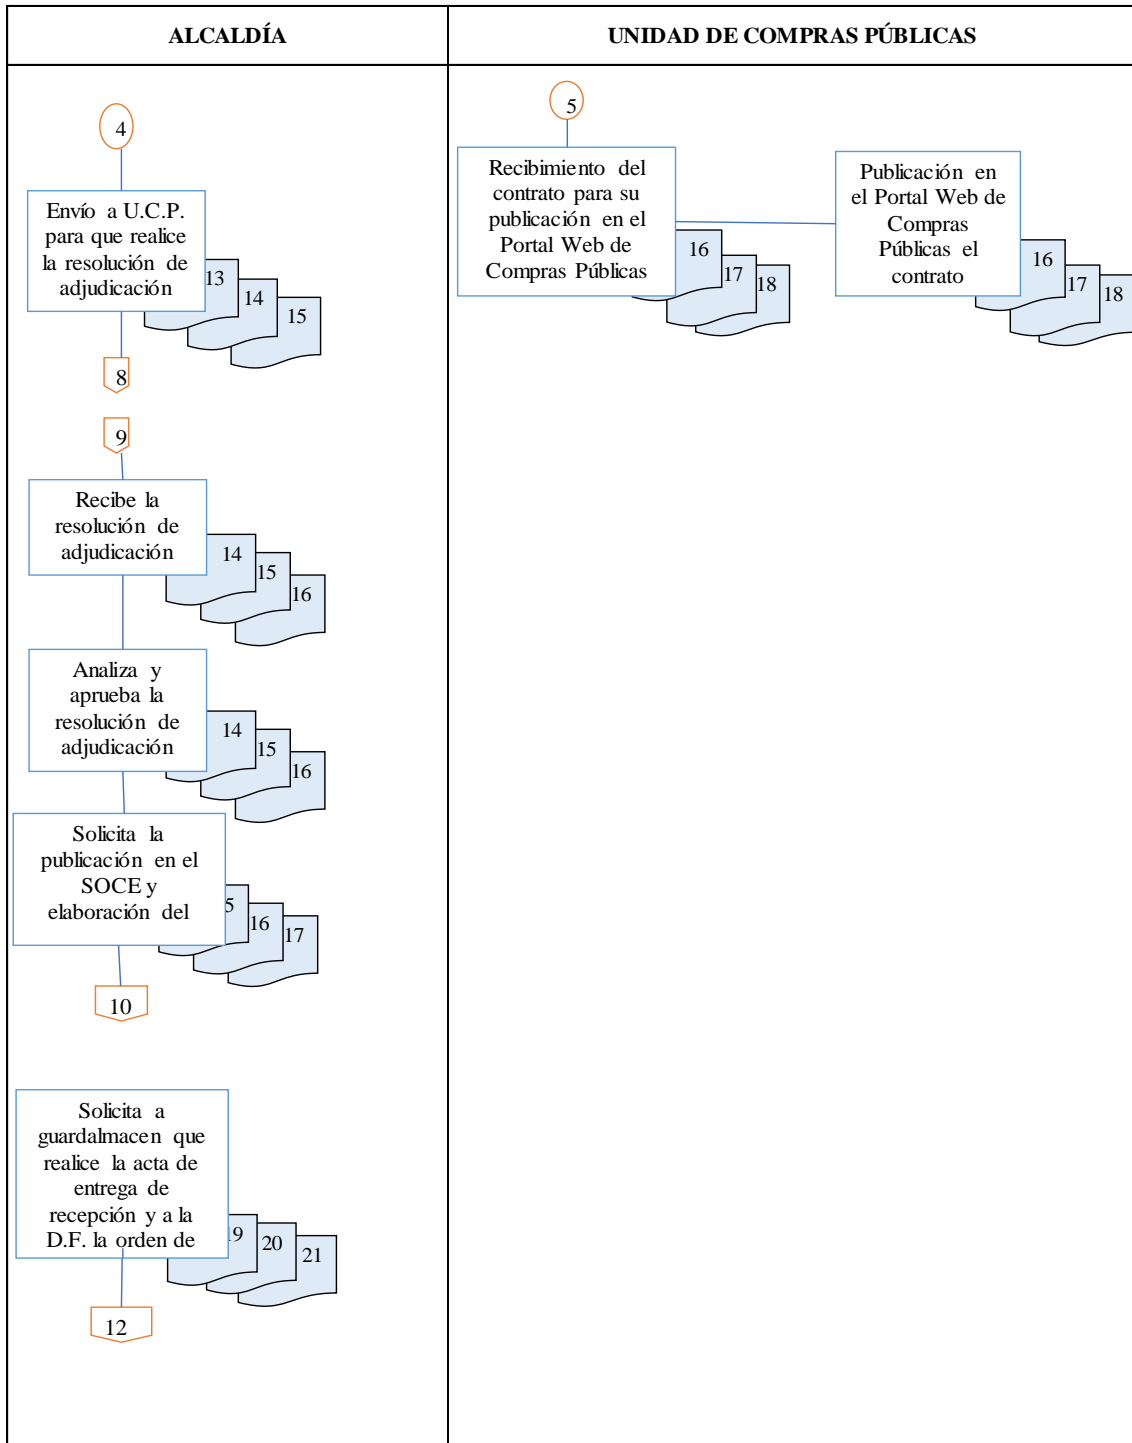 ALCALDÍA
UNIDAD DE COMPRAS PÚBLICAS
4
Envío a U.C.P.
para que realice
la resolución de
adjudicación
13
14
15
8
9
Recibe la
resolución de
adjudicación
14
15
16
Analiza y
aprueba la
resolución de
adjudicación
14
15
16
Solicita la
publicación en el
SOCE y
elaboración del
5
16
17
10
Solicita a
guardalmacen que
realice la acta de
entrega de
recepción y a la
D.F. la orden de
19
20
21
12
5
Recibimiento del
contrato para su
publicación en el
Portal Web de
Compras Públicas
16
17
18
Publicación en
el Portal Web de
Compras
Públicas el
contrato
16
17
18